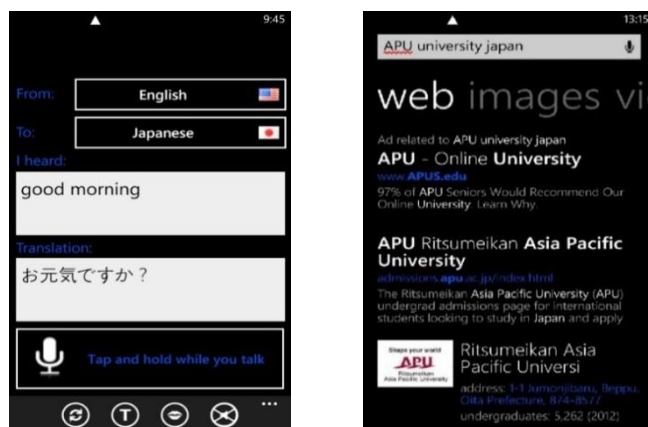 9:45
From:
English
To:
Japanese
I heard:
good morning
Translation:
お元気ですか？
Tap and hold while you talk
T
...
13:15
APU university japan
web images vi
Ad related to APU university japan
APU - Online University
www.APUS.edu
97% of APU Seniors Would Recommend Our
Online University. Learn Why.
APU Ritsumeikan Asia Pacific
University
admissions.apu.ac.jp/index.html
The Ritsumeikan Asia Pacific University (APU)
undergrad admissions page for international
students looking to study in Japan and apply
Shape your world
APU
Ritsumeikan
Asia Pacific University
Ritsumeikan Asia
Pacific Universi
address: 1-1 Jumonjibaru, Beppu,
Oita Prefecture, 874-8577
undergraduates: 5,262 (2012)